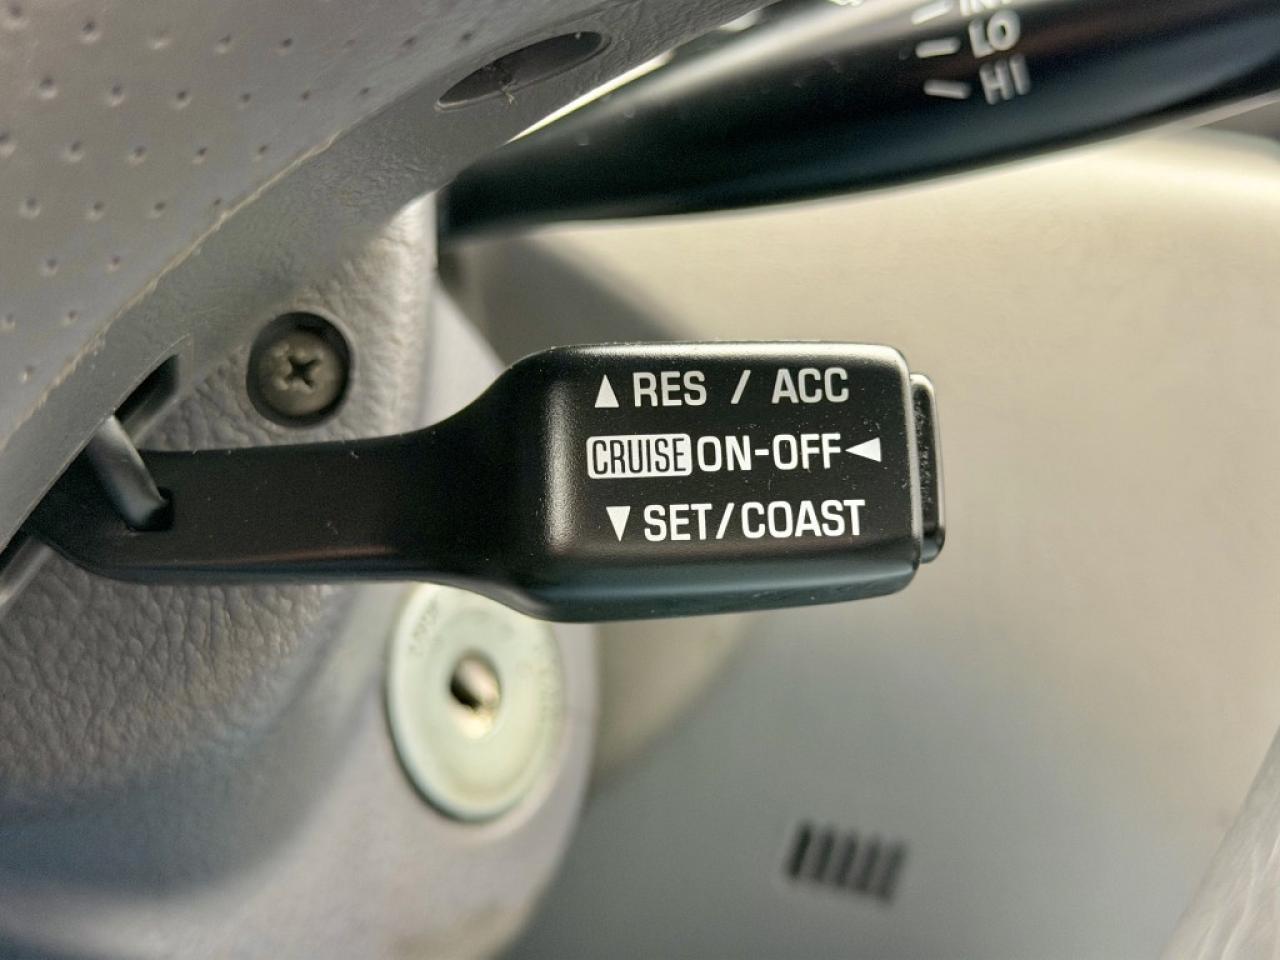 LO
HI
▲ RES / ACC
CRUISE ON-OFF◄
▼ SET/COAST